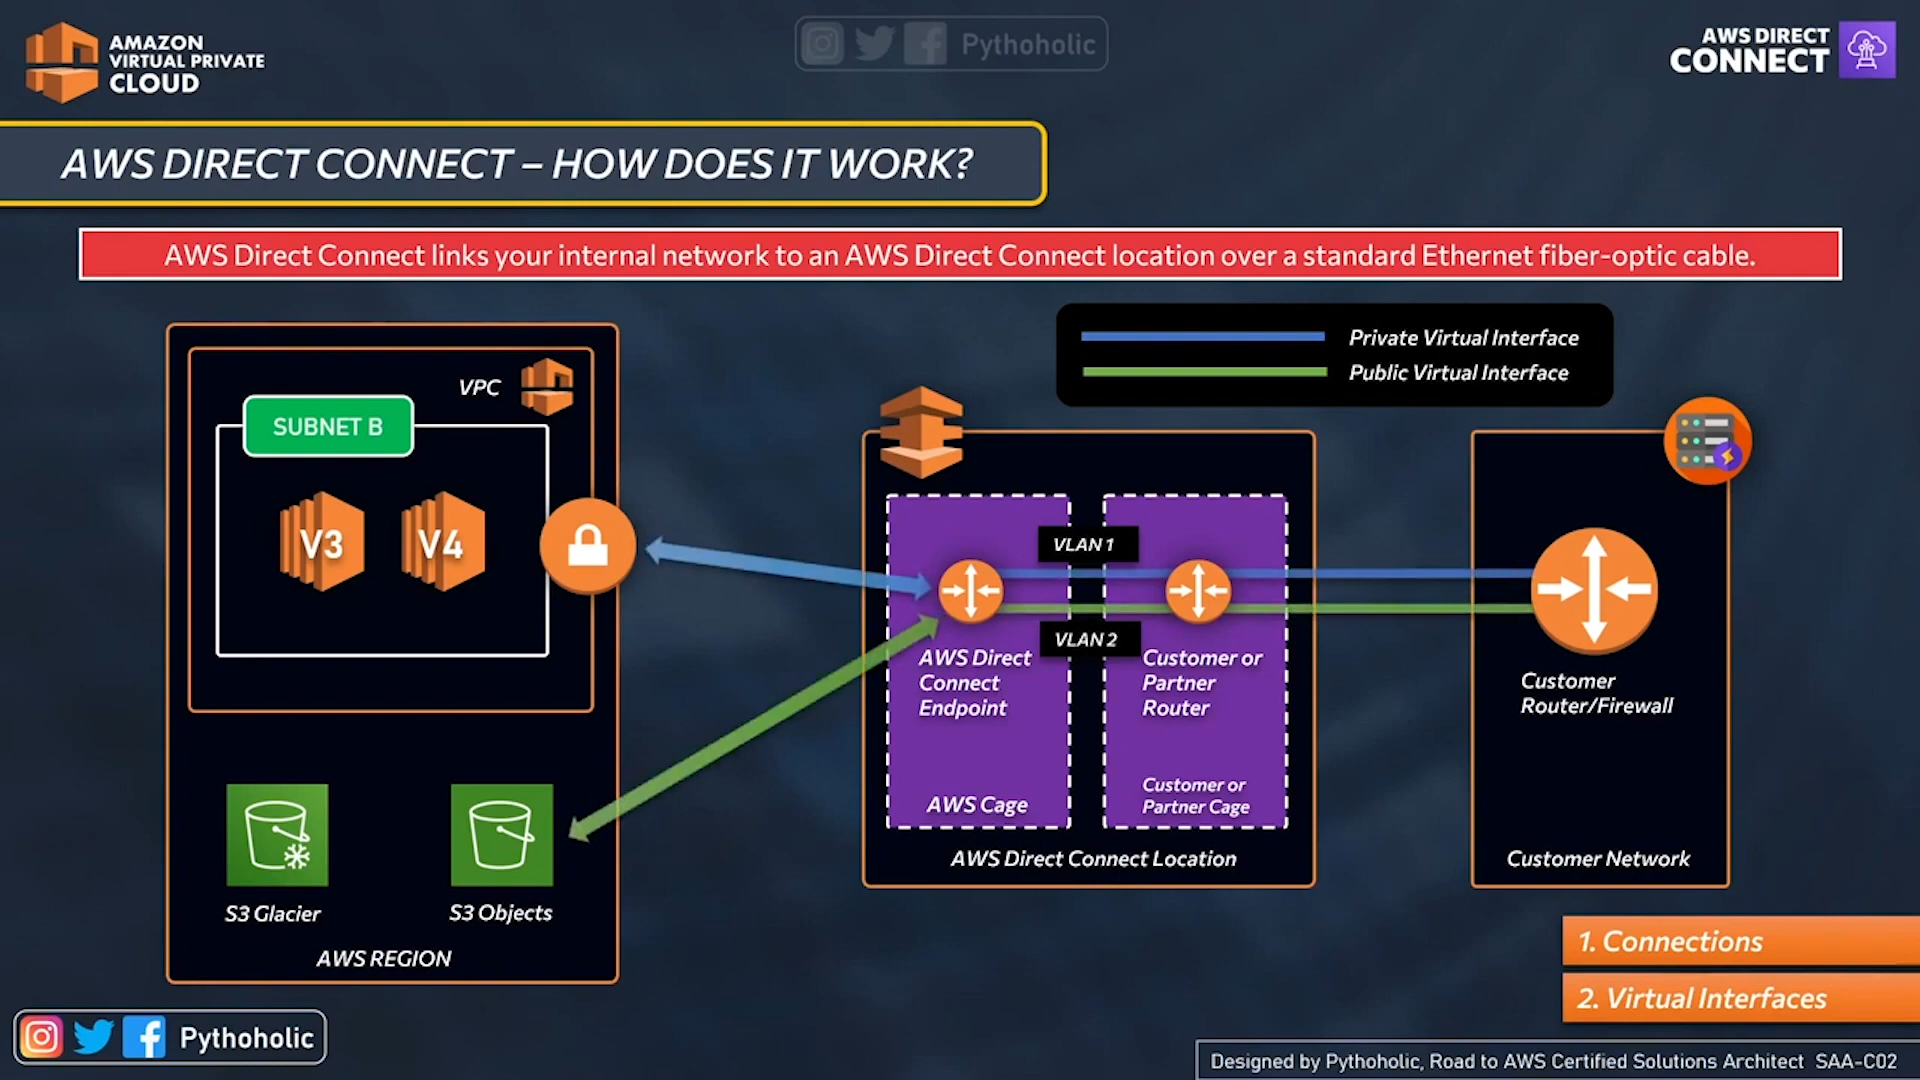 AMAZON
VIRTUAL PRIVATE
CLOUD
Pythoholic
AWS DIRECT
CONNECT
AWS DIRECT CONNECT – HOW DOES IT WORK?
AWS Direct Connect links your internal network to an AWS Direct Connect location over a standard Ethernet fiber-optic cable.
Private Virtual Interface
Public Virtual Interface
VPC
SUBNET B
V3
V4
VLAN 1
VLAN 2
AWS Direct
Connect
Endpoint
Customer or
Partner
Router
AWS Cage
Customer or
Partner Cage
AWS Direct Connect Location
Customer
Router/Firewall
Customer Network
S3 Glacier
S3 Objects
AWS REGION
1. Connections
2. Virtual Interfaces
Pythoholic
Designed by Pythoholic, Road to AWS Certified Solutions Architect SAA-C02